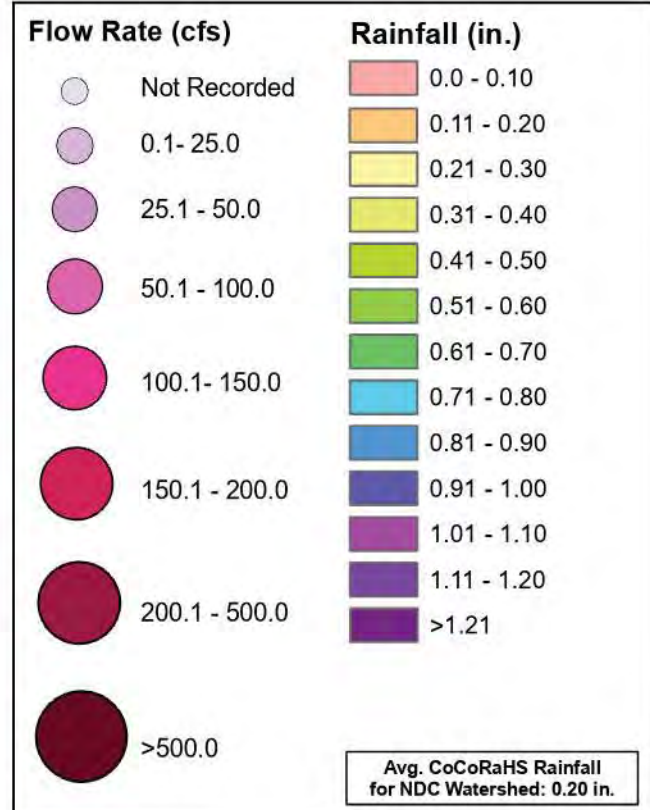 Flow Rate (cfs)
Not Recorded
0.1- 25.0
25.1 - 50.0
50.1 - 100.0
100.1- 150.0
150.1 - 200.0
200.1 - 500.0
>500.0
Rainfall (in.)
0.0 - 0.10
0.11 - 0.20
0.21 - 0.30
0.31 - 0.40
0.41 - 0.50
0.51 - 0.60
0.61 - 0.70
0.71 - 0.80
0.81 - 0.90
0.91 - 1.00
1.01 - 1.10
1.11 - 1.20
>1.21
Avg. CoCoRaHS Rainfall
for NDC Watershed: 0.20 in.